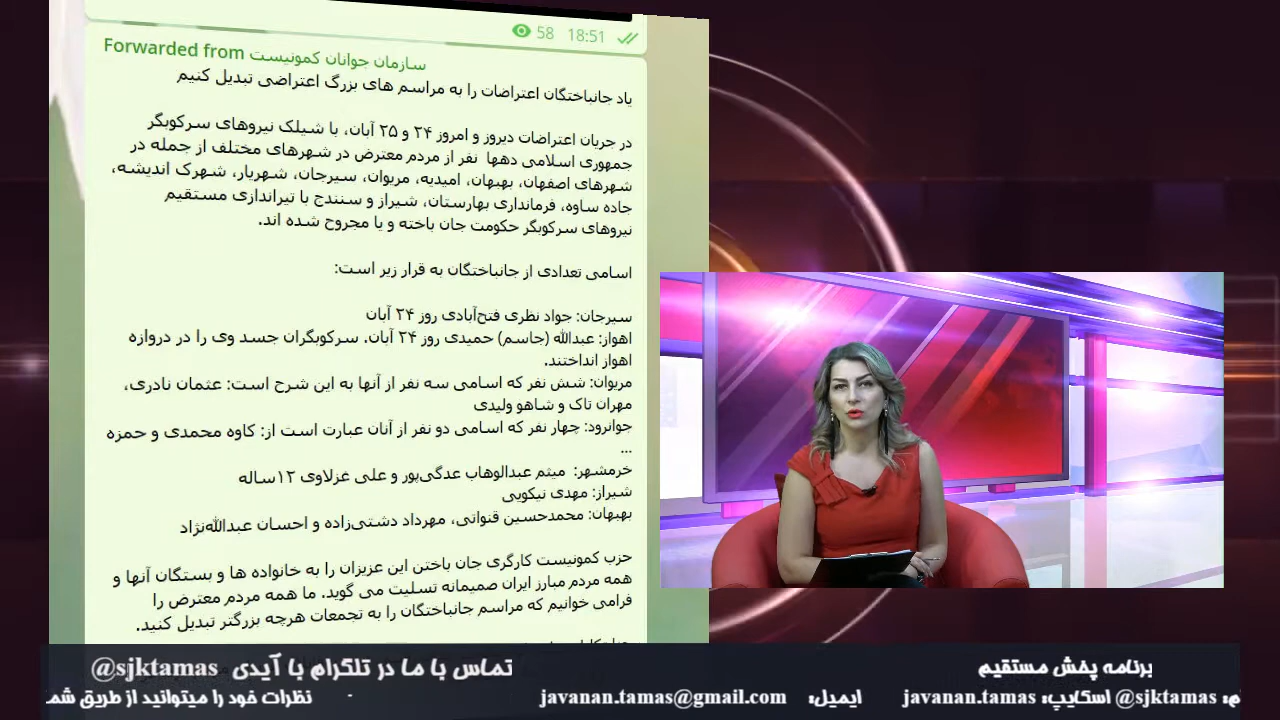 58 18:51
Forwarded from سازمان جوانان کمونیست
یاد جانباختگان اعتراضات را به مراسم های بزرگ اعتراضی تبدیل کنیم
در جریان اعتراضات دیروز و امروز ۲۴ و ۲۵ آبان، با شیلک نیروهای سرکوبگر
جمهوری اسلامی دهها نفر از مردم معترض در شهرهای مختلف از جمله در
شهرهای اصفهان، بهبهان، امیدیه، مریوان، سیرجان، شهریار، شهرک اندیشه،
جاده ساوه، فرمانداری بهارستان، شیراز و سنندج با تیراندازی مستقیم
نیروهای سرکوبگر حکومت جان باخته و یا مجروح شده اند.
اسامی تعدادی از جانباختگان به قرار زیر است:
سیرجان: جواد نظری فتح‌آبادی روز ۲۴ آبان
اهواز: عبدالله (جاسم) حمیدی روز ۲۴ آبان. سرکوبگران جسد وی را در دروازه
اهواز انداختند.
مریوان: شش نفر که اسامی سه نفر از آنها به این شرح است: عثمان نادری،
مهران تاک و شاهو ولیدی
جوانرود: چهار نفر که اسامی دو نفر از آنان عبارت است از: کاوه محمدی و حمزه
...
خرمشهر: میثم عبدالوهاب عدگی‌پور و علی غزلاوی ۱۲ساله
شیراز: مهدی نیکویی
بهبهان: محمدحسین قنواتی، مهرداد دشتی‌زاده و احسان عبدالله‌نژاد
حزب کمونیست کارگری جان باختن این عزیزان را به خانواده ها و بستگان آنها و
همه مردم مبارز ایران صمیمانه تسلیت می گوید. ما همه مردم معترض را
فرامی خوانیم که مراسم جانباختگان را به تجمعات هرچه بزرگتر تبدیل کنید.
برنامه پخش مستقیم تماس با ما در تلگرام با آیدی @sjktamas
م: @sjktamas اسکایپ: javanan.tamas ایمیل: javanan.tamas@gmail.com - نظرات خود را میتوانید از طریق شم